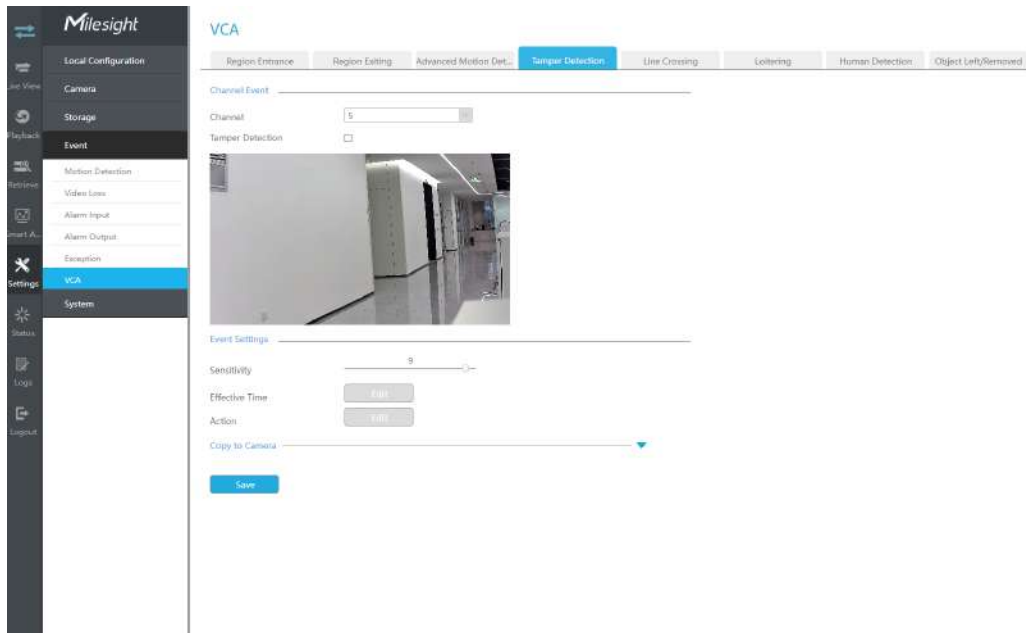 Milesight
Live View
Playback
Retrieve
Smart A...
Settings
Status
Logs
Logout
Local Configuration
Camera
Storage
Event
Motion Detection
Video Loss
Alarm Input
Alarm Output
Exception
VCA
System
VCA
Region Entrance
Region Exiting
Advanced Motion Det...
Tamper Detection
Line Crossing
Loitering
Human Detection
Object Left/Removed
Channel Event
Channel
5
Tamper Detection
Event Settings
Sensitivity
9
Effective Time
Edit
Action
Edit
Copy to Camera
Save